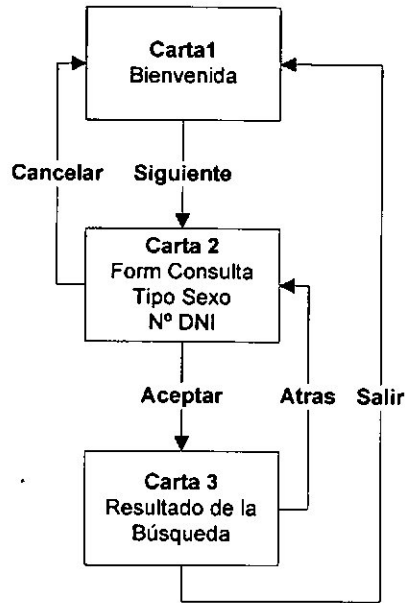 Carta1
Bienvenida
Cancelar
Siguiente
Carta 2
Form Consulta
Tipo Sexo
Nº DNI
Aceptar
Atras
Salir
Carta 3
Resultado de la
Búsqueda